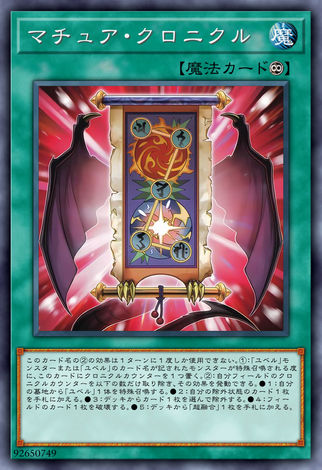 マチュア・クロニクル
魔
【魔法カード】
このカード名の②の効果は１ターンに１度しか使用できない。①：「ユベル」モ
ンスターまたは「ユベル」のカード名が記されたモンスターが特殊召喚される度
に、このカードにクロニクルカウンターを１つ置く。②：自分フィールドのクロ
ニクルカウンターを以下の数だけ取り除き、その効果を発動できる。●１：自分
の墓地から「ユベル」１体を特殊召喚する。●２：自分の除外状態のカード１枚
を手札に加える。●３：デッキからカード１枚を選んで除外する。●４：フィー
ルドのカード１枚を破壊する。●５：デッキから「超融合」１枚を手札に加える。
92650749